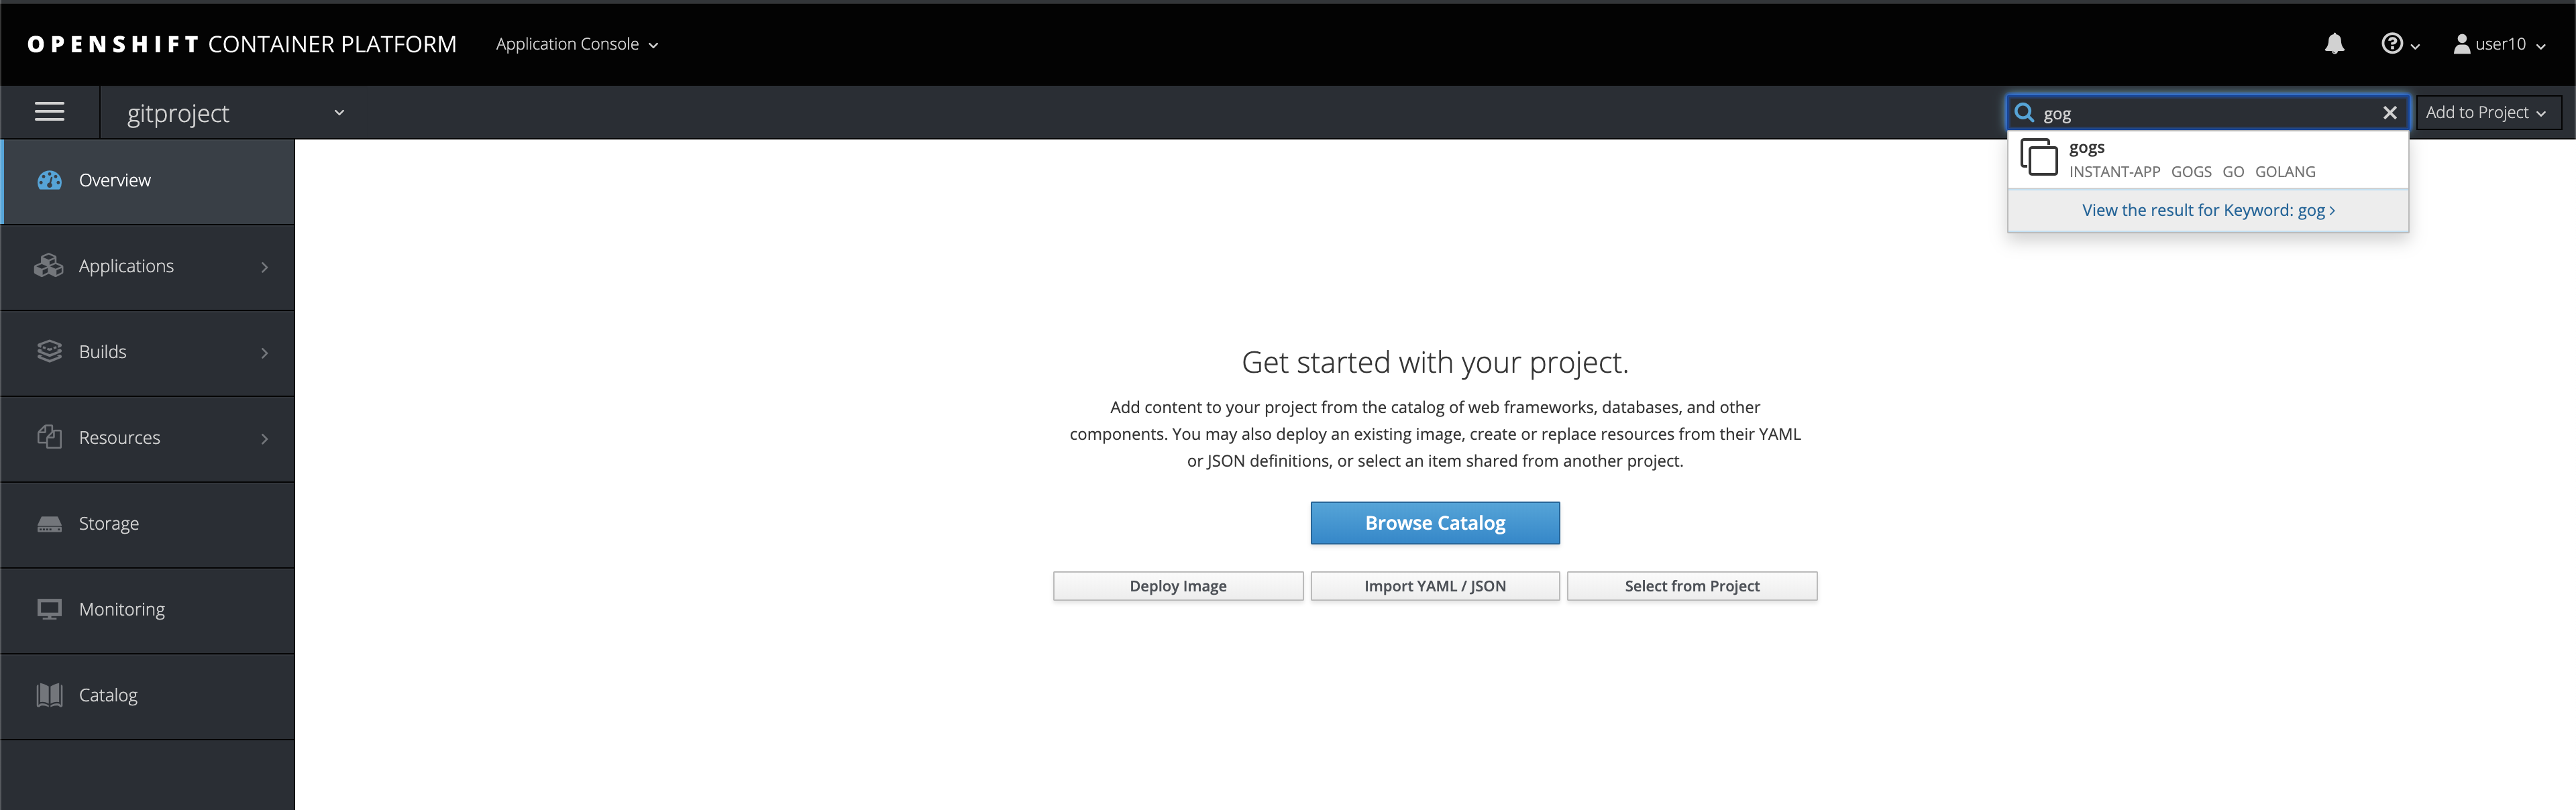 OPENSHIFT CONTAINER PLATFORM Application Console user10
gitproject gog Add to Project
gogs
INSTANT-APP GOGS GO GOLANG
View the result for Keyword: gog
Overview
Applications
Builds
Resources
Storage
Monitoring
Catalog
Get started with your project.
Add content to your project from the catalog of web frameworks, databases, and other
components. You may also deploy an existing image, create or replace resources from their YAML
or JSON definitions, or select an item shared from another project.
Browse Catalog
Deploy Image Import YAML / JSON Select from Project